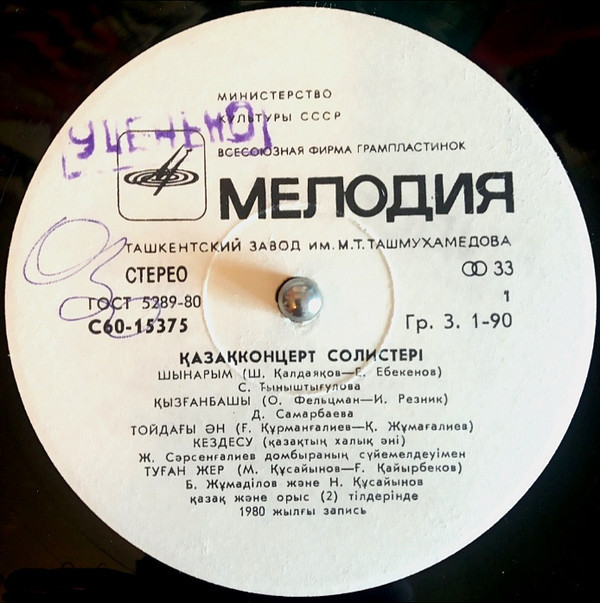 МИНИСТЕРСТВО
КУЛЬТУРЫ СССР
УЦЕНЕНО
ВСЕСОЮЗНАЯ ФИРМА ГРАМПЛАСТИНОК
МЕЛОДИЯ
ТАШКЕНТСКИЙ ЗАВОД ИМ. М.Т. ТАШМУХАМЕДОВА
СТЕРЕО 33
ГОСТ 5289-80 1
С60-15375 Гр. 3. 1-90
ҚАЗАҚКОНЦЕРТ СОЛИСТЕРІ
ШЫНАРЫМ (Ш. Қалдаяқов—Е. Ебекенов)
С. Тыныштығулова
ҚЫЗҒАНБАШЫ (О. Фельцман—И. Резник)
Д. Самарбаева
ТОЙДАҒЫ ӘН (Ғ. Құрманғалиев—Қ. Жұмағалиев)
КЕЗДЕСУ (қазақтың халық әні)
Ж. Сәрсенғалиев домбыраның сүйемелдеуімен
ТУҒАН ЖЕР (М. Құсайынов—Ғ. Қайырбеков)
Б. Жұмаділов және Н. Құсайынов
қазақ және орыс (2) тілдерінде
1980 жылғы запись